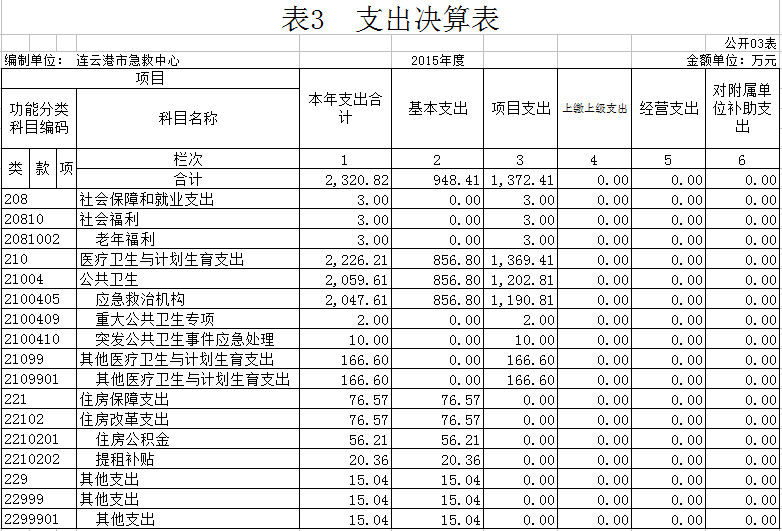 表3 支出决算表
公开03表
编制单位： 连云港市急救中心 2015年度 金额单位：万元
项目 本年支出合计 基本支出 项目支出 上缴上级支出 经营支出 对附属单位补助支出
功能分类科目编码 科目名称
类 款 项 栏次 1 2 3 4 5 6
合计 2,320.82 948.41 1,372.41 0.00 0.00 0.00
208 社会保障和就业支出 3.00 0.00 3.00 0.00 0.00 0.00
20810 社会福利 3.00 0.00 3.00 0.00 0.00 0.00
2081002 老年福利 3.00 0.00 3.00 0.00 0.00 0.00
210 医疗卫生与计划生育支出 2,226.21 856.80 1,369.41 0.00 0.00 0.00
21004 公共卫生 2,059.61 856.80 1,202.81 0.00 0.00 0.00
2100405 应急救治机构 2,047.61 856.80 1,190.81 0.00 0.00 0.00
2100409 重大公共卫生专项 2.00 0.00 2.00 0.00 0.00 0.00
2100410 突发公共卫生事件应急处理 10.00 0.00 10.00 0.00 0.00 0.00
21099 其他医疗卫生与计划生育支出 166.60 0.00 166.60 0.00 0.00 0.00
2109901 其他医疗卫生与计划生育支出 166.60 0.00 166.60 0.00 0.00 0.00
221 住房保障支出 76.57 76.57 0.00 0.00 0.00 0.00
22102 住房改革支出 76.57 76.57 0.00 0.00 0.00 0.00
2210201 住房公积金 56.21 56.21 0.00 0.00 0.00 0.00
2210202 提租补贴 20.36 20.36 0.00 0.00 0.00 0.00
229 其他支出 15.04 15.04 0.00 0.00 0.00 0.00
22999 其他支出 15.04 15.04 0.00 0.00 0.00 0.00
2299901 其他支出 15.04 15.04 0.00 0.00 0.00 0.00